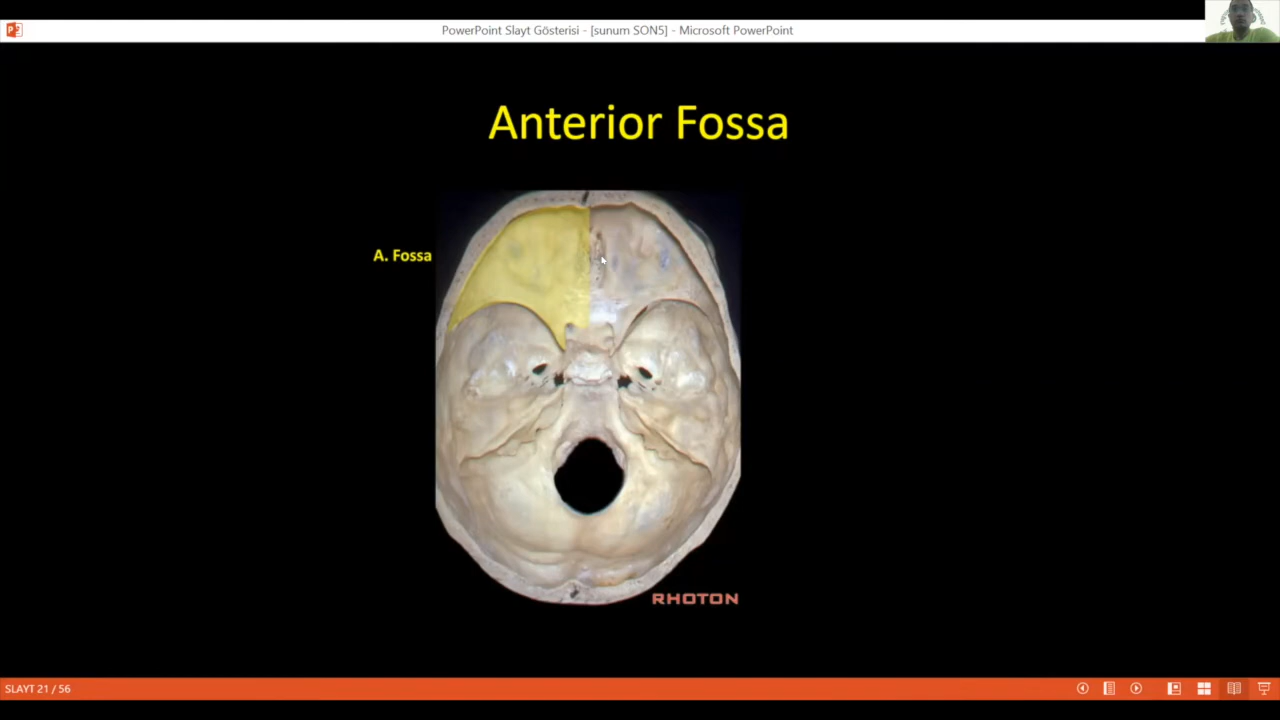 PowerPoint Slayt Gösterisi - [sunum SON5] - Microsoft PowerPoint
Anterior Fossa
A. Fossa
RHOTON
SLAYT 21 / 56